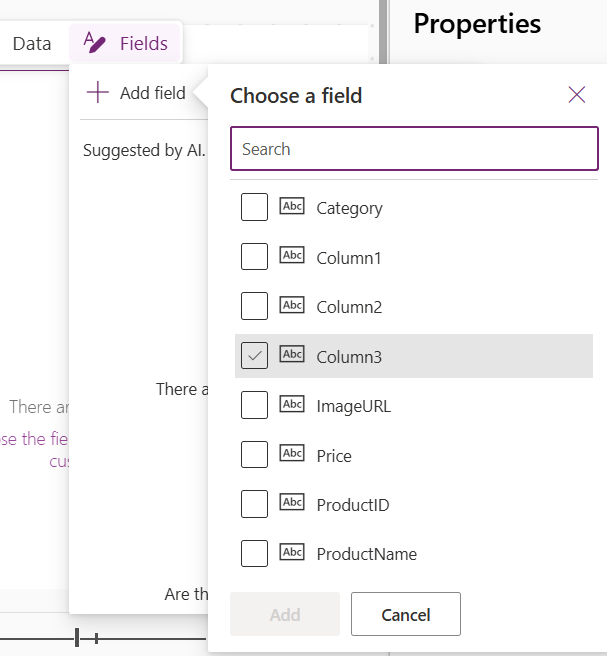 Data
Fields
Properties
Add field
Choose a field
Suggested by AI.
Search
Abc Category
Abc Column1
Abc Column2
Abc Column3
Abc ImageURL
Abc Price
Abc ProductID
Abc ProductName
There a
There ar
se the fie
cus
Are th
Add
Cancel